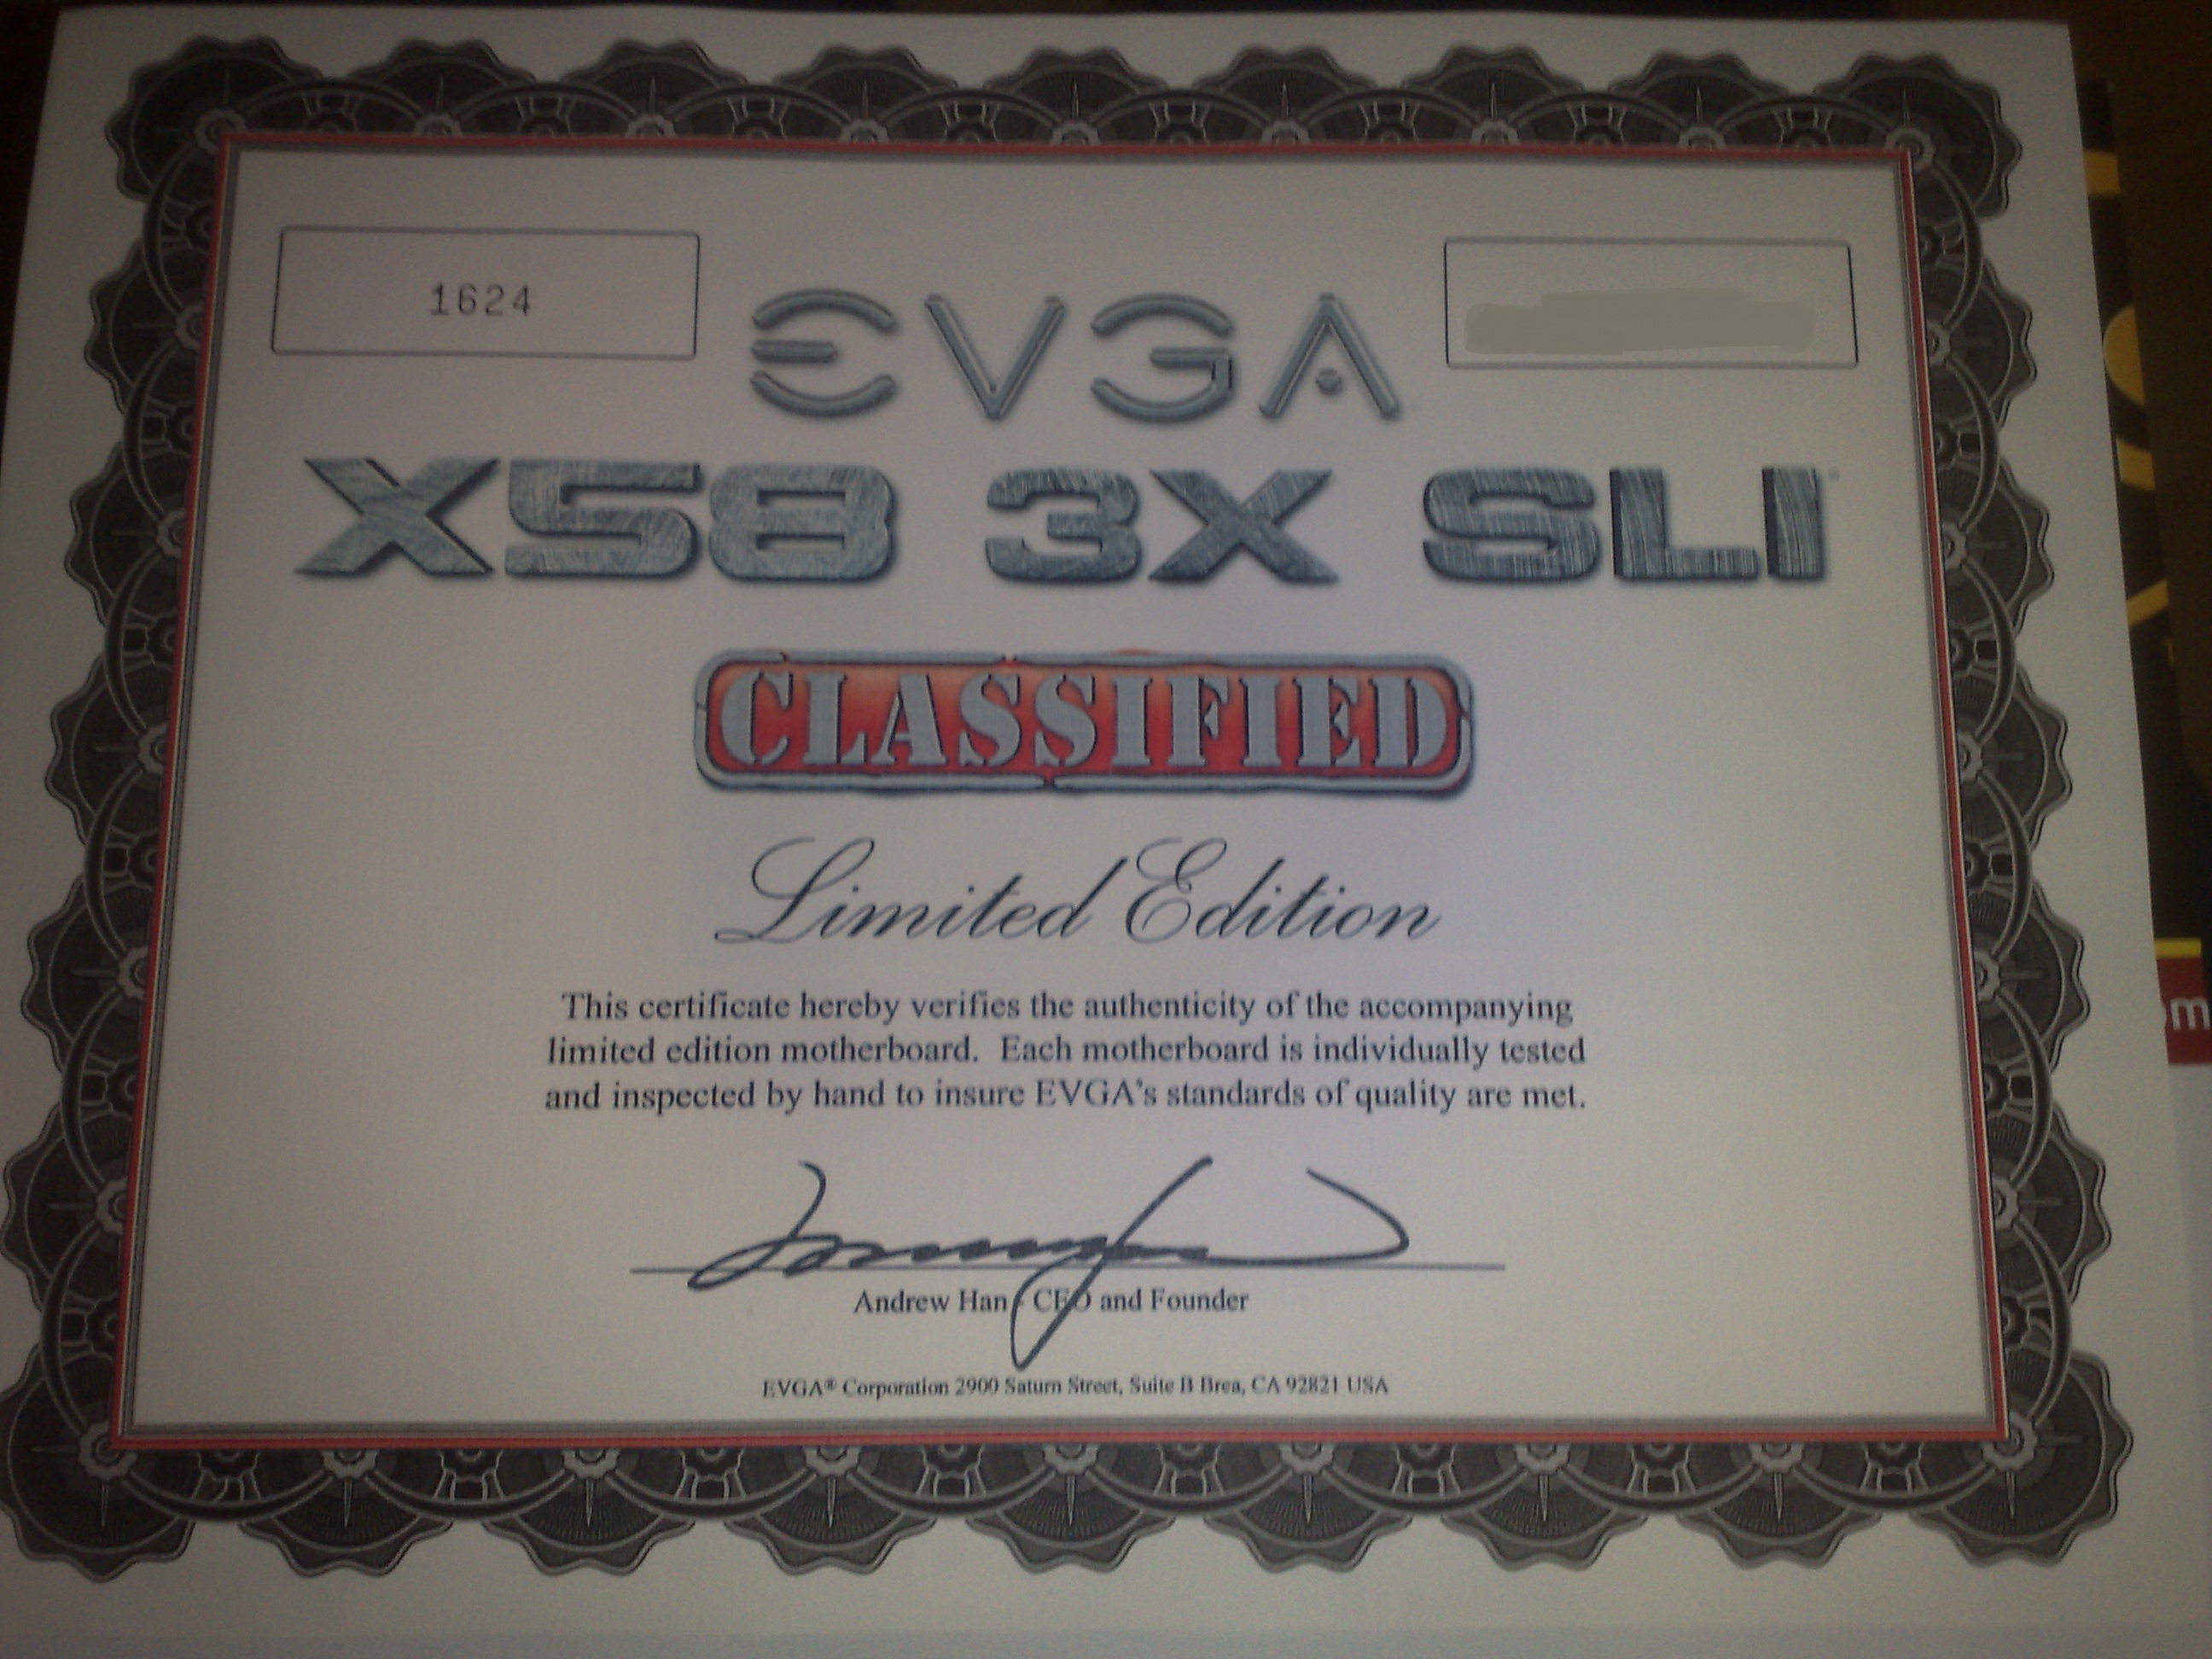 1624
EVGA
X58 3X SLI
CLASSIFIED
Limited Edition
This certificate hereby verifies the authenticity of the accompanying
limited edition motherboard. Each motherboard is individually tested
and inspected by hand to insure EVGA's standards of quality are met.
Andrew Han - CEO and Founder
EVGA® Corporation 2900 Saturn Street, Suite B Brea, CA 92821 USA